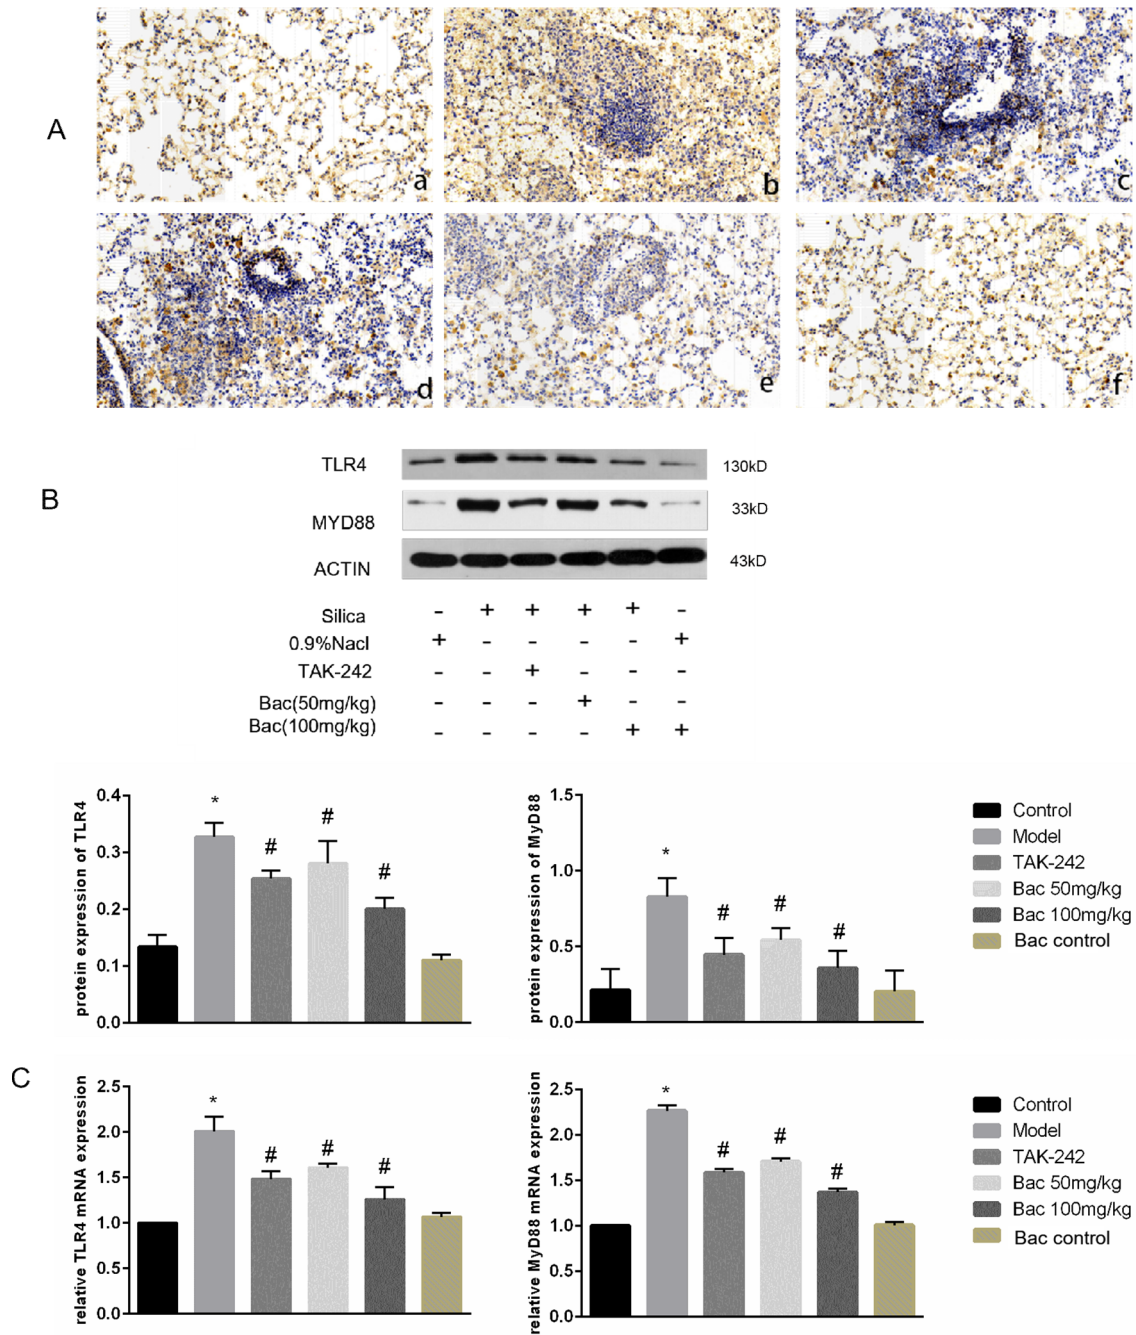 A
a
b
c
d
e
f
B
TLR4
130kD
MYD88
33kD
ACTIN
43kD
Silica - + + + + -
0.9%Nacl + - - - - +
TAK-242 - - + - - -
Bac(50mg/kg) - - - + - -
Bac(100mg/kg) - - - - + +
protein expression of TLR4
0.4
0.3
0.2
0.1
0.0
*
#
#
#
protein expression of MyD88
1.5
1.0
0.5
0.0
*
#
#
#
Control
Model
TAK-242
Bac 50mg/kg
Bac 100mg/kg
Bac control
C
relative TLR4 mRNA expression
2.5
2.0
1.5
1.0
0.5
0.0
*
#
#
#
relative MyD88 mRNA expression
2.5
2.0
1.5
1.0
0.5
0.0
*
#
#
#
Control
Model
TAK-242
Bac 50mg/kg
Bac 100mg/kg
Bac control